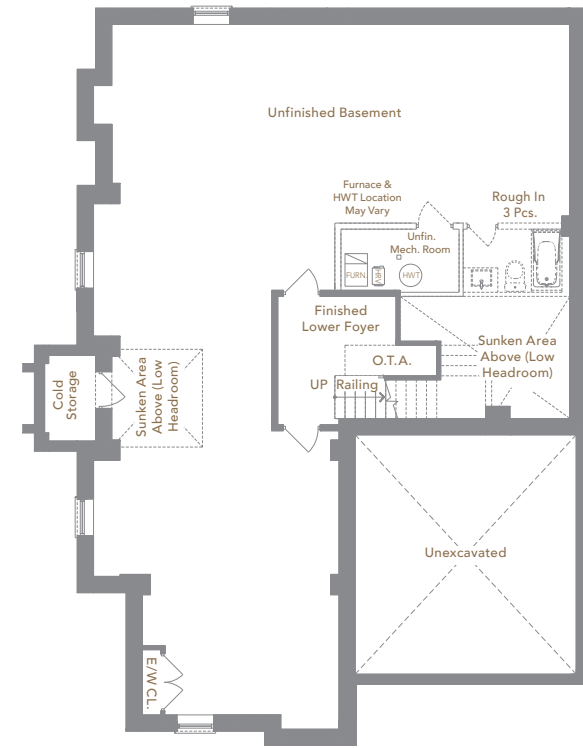 Unfinished Basement
Furnace &
HWT Location
May Vary
Rough In
3 Pcs.
Unfin.
Mech. Room
FURN.
HRV
HWT
Finished
Lower Foyer
O.T.A.
Sunken Area
Above (Low
Headroom)
UP
Railing
Cold
Storage
Sunken Area
Above (Low
Headroom)
Unexcavated
E/W CL.